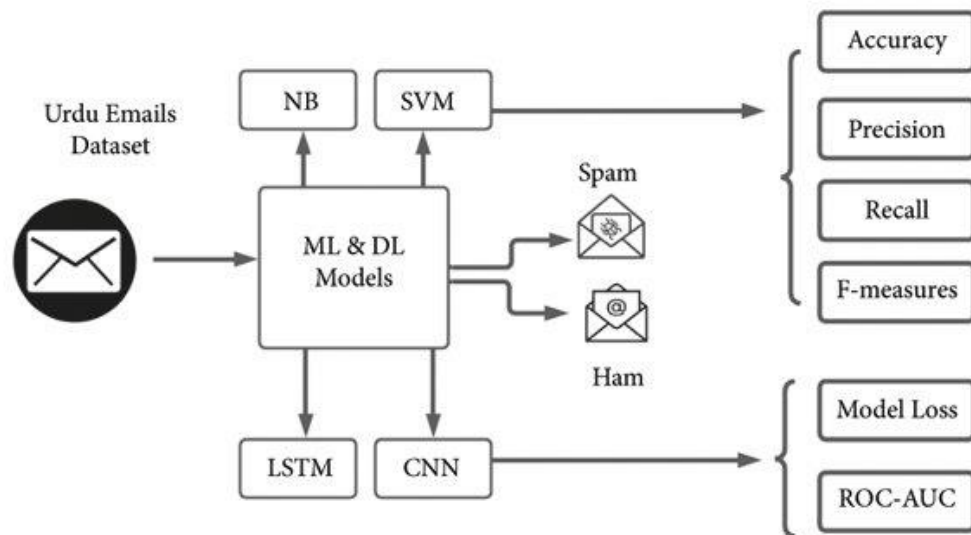 Urdu Emails
Dataset
NB
SVM
ML & DL
Models
LSTM
CNN
Spam
@
Ham
Accuracy
Precision
Recall
F-measures
Model Loss
ROC-AUC